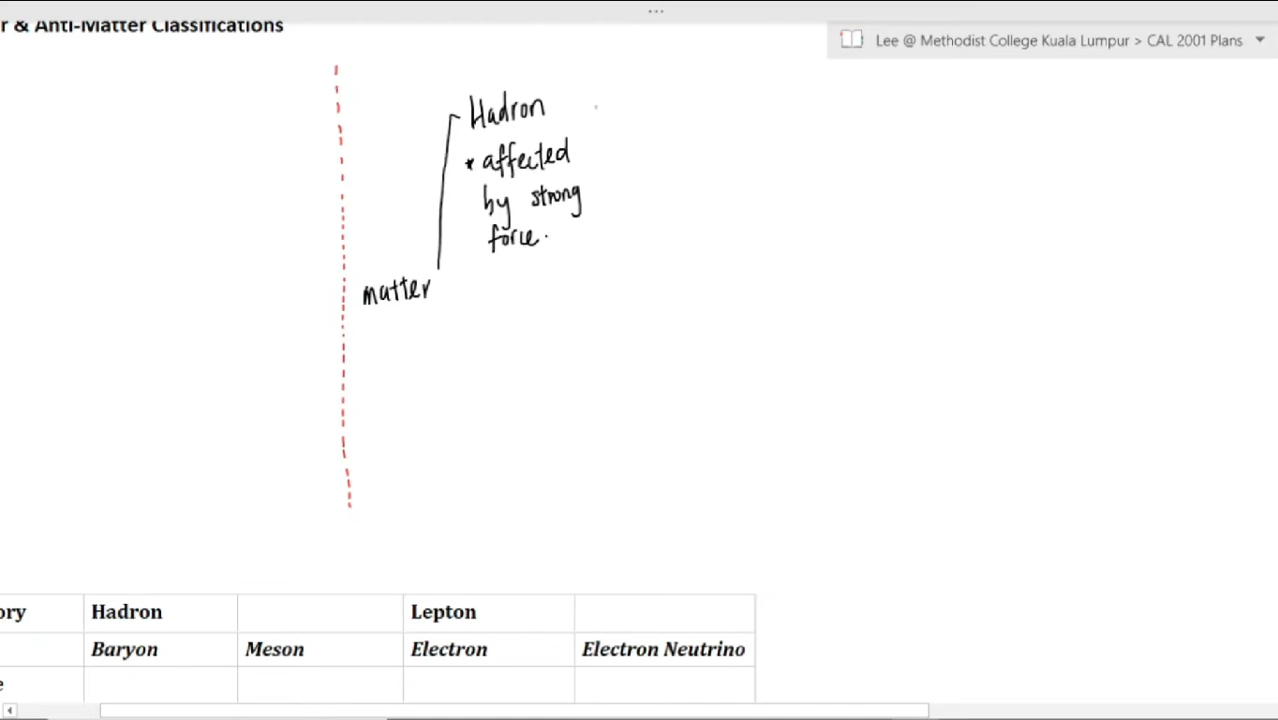 r & Anti-Matter Classifications
Lee @ Methodist College Kuala Lumpur > CAL 2001 Plans
Hadron
* affected
by strong
force.
matter
ory Hadron Lepton
Baryon Meson Electron Electron Neutrino
e